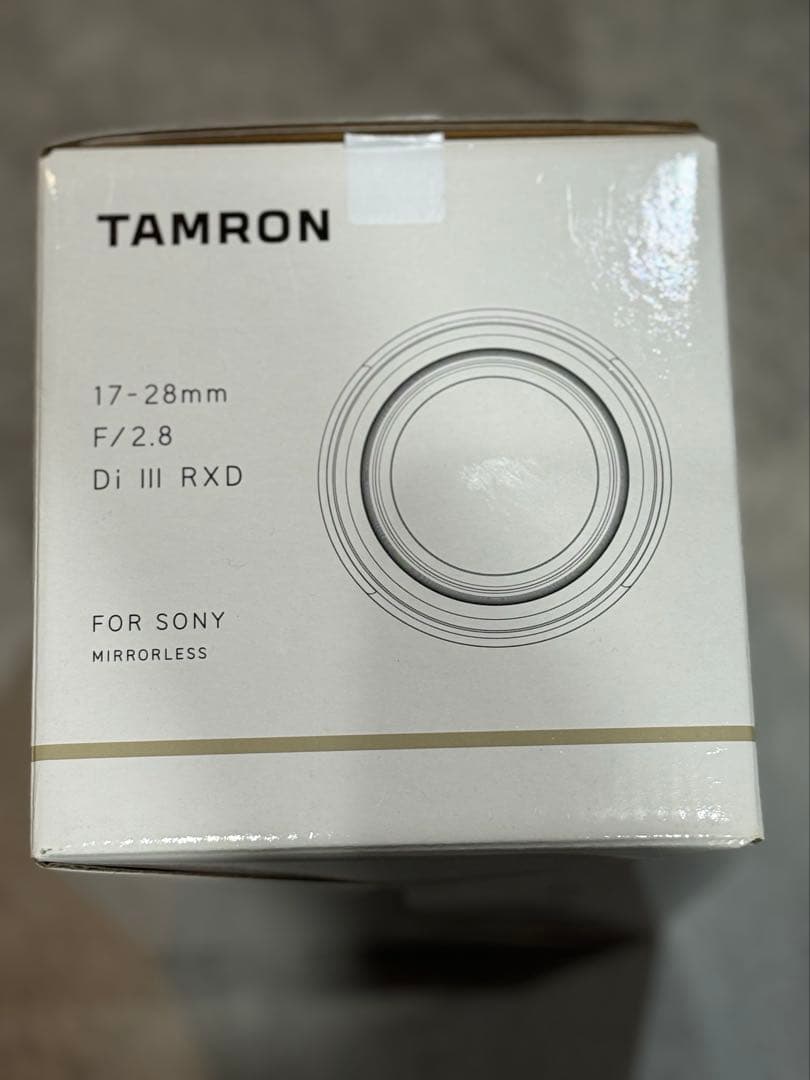 TAMRON
17-28mm
F/2.8
Di III RXD
FOR SONY
MIRRORLESS